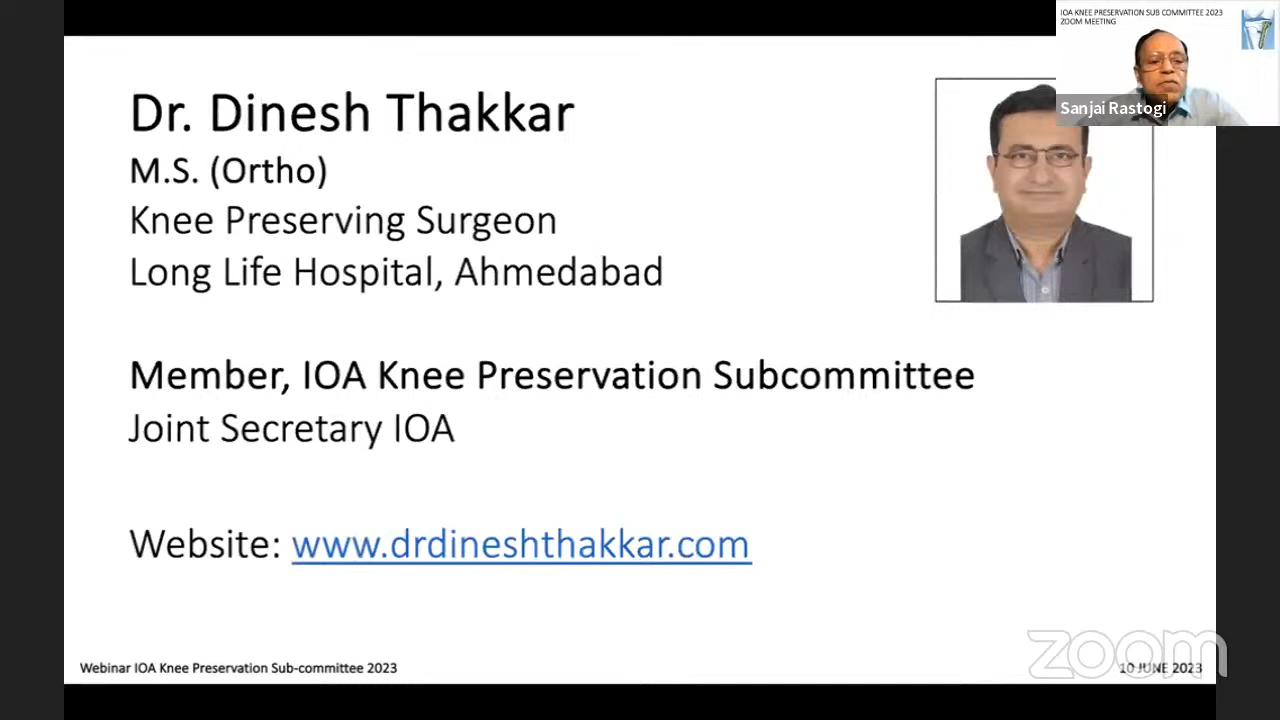 IOA KNEE PRESERVATION SUB COMMITTEE 2023
ZOOM MEETING
Sanjai Rastogi
Dr. Dinesh Thakkar
M.S. (Ortho)
Knee Preserving Surgeon
Long Life Hospital, Ahmedabad
Member, IOA Knee Preservation Subcommittee
Joint Secretary IOA
Website: www.drdineshthakkar.com
Webinar IOA Knee Preservation Sub-committee 2023
10 JUNE 2023
zoom